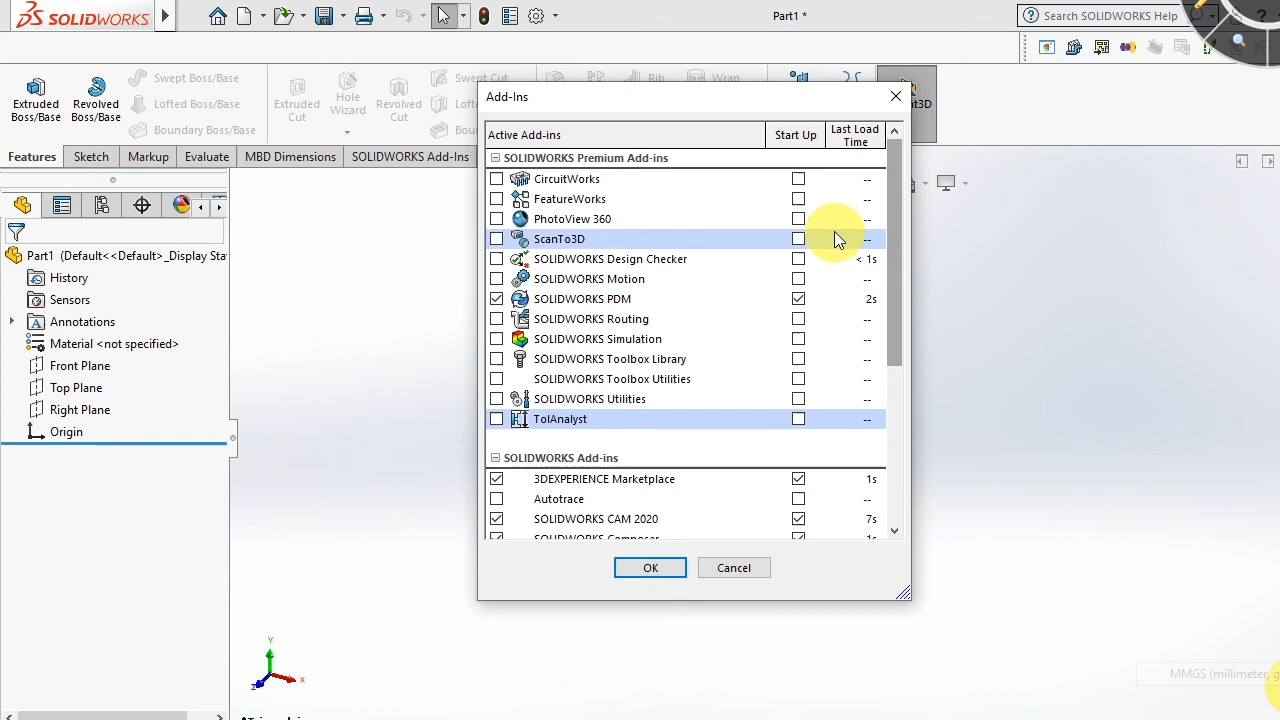 SOLIDWORKS
Part1 *
Search SOLIDWORKS Help
Extruded
Boss/Base
Revolved
Boss/Base
Swept Boss/Base
Lofted Boss/Base
Boundary Boss/Base
Extruded
Cut
Hole
Wizard
Revolved
Cut
Swept Cut
Rib
Wrap
Features
Sketch
Markup
Evaluate
MBD Dimensions
SOLIDWORKS Add-Ins
Part1 (Default<<Default>_Display Sta
History
Sensors
Annotations
Material <not specified>
Front Plane
Top Plane
Right Plane
Origin
Add-Ins
Active Add-ins
Start Up
Last Load
Time
SOLIDWORKS Premium Add-ins
CircuitWorks --
FeatureWorks --
PhotoView 360 --
ScanTo3D --
SOLIDWORKS Design Checker < 1s
SOLIDWORKS Motion --
SOLIDWORKS PDM 2s
SOLIDWORKS Routing --
SOLIDWORKS Simulation --
SOLIDWORKS Toolbox Library --
SOLIDWORKS Toolbox Utilities --
SOLIDWORKS Utilities --
TolAnalyst --
SOLIDWORKS Add-ins
3DEXPERIENCE Marketplace 1s
Autotrace --
SOLIDWORKS CAM 2020 7s
SOLIDWORKS Composer 1s
OK
Cancel
Y
X
Z
MMGS (millimeter, g